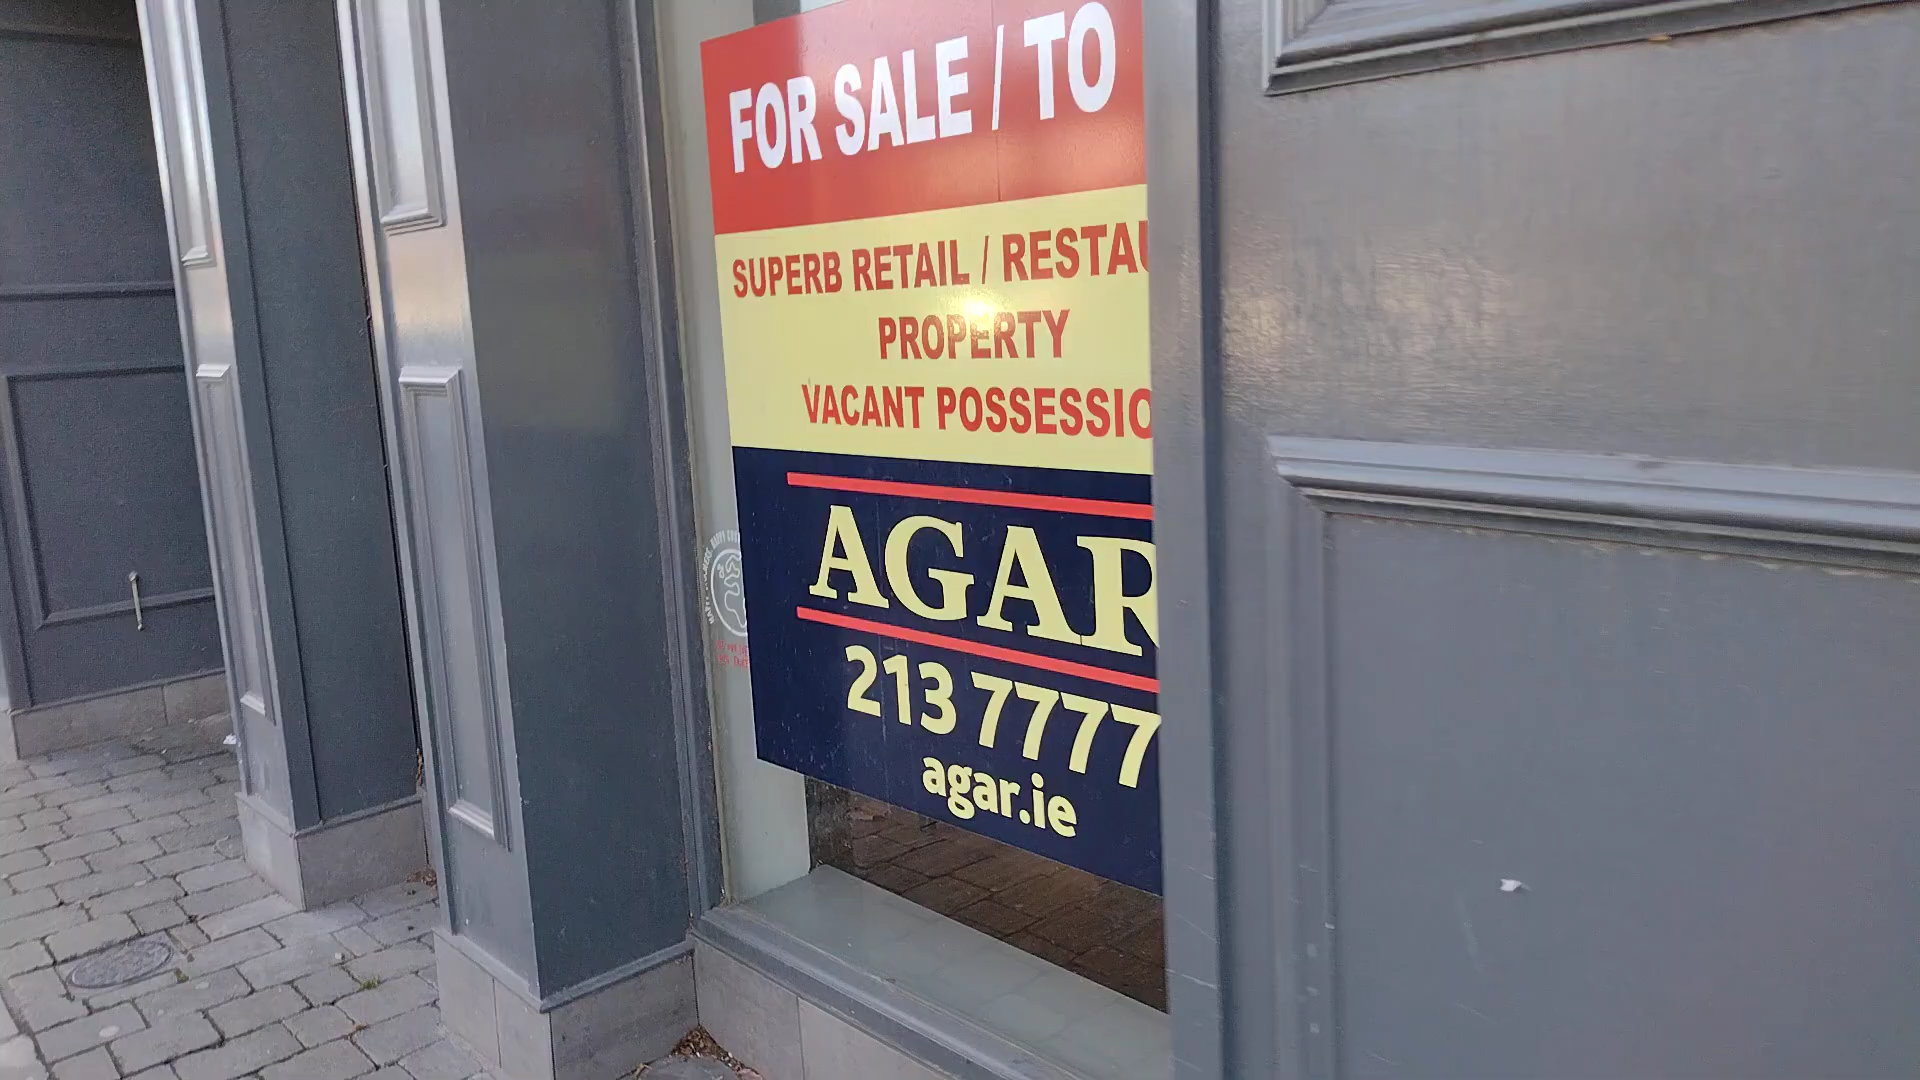 FOR SALE / TO
SUPERB RETAIL / RESTAU
PROPERTY
VACANT POSSESSIO
AGAR
213 7777
agar.ie